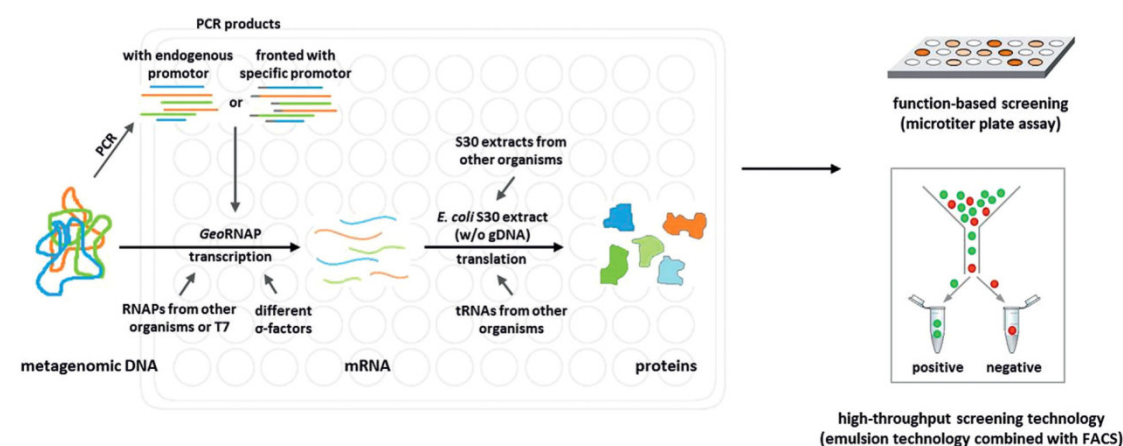 PCR products
with endogenous
promotor
or
fronted with
specific promotor
PCR
GeoRNAP
transcription
RNAPs from other
organisms or T7
different
σ-factors
S30 extracts from
other organisms
E. coli S30 extract
(w/o gDNA)
translation
tRNAs from other
organisms
metagenomic DNA
mRNA
proteins
function-based screening
(microtiter plate assay)
positive
negative
high-throughput screening technology
(emulsion technology combined with FACS)